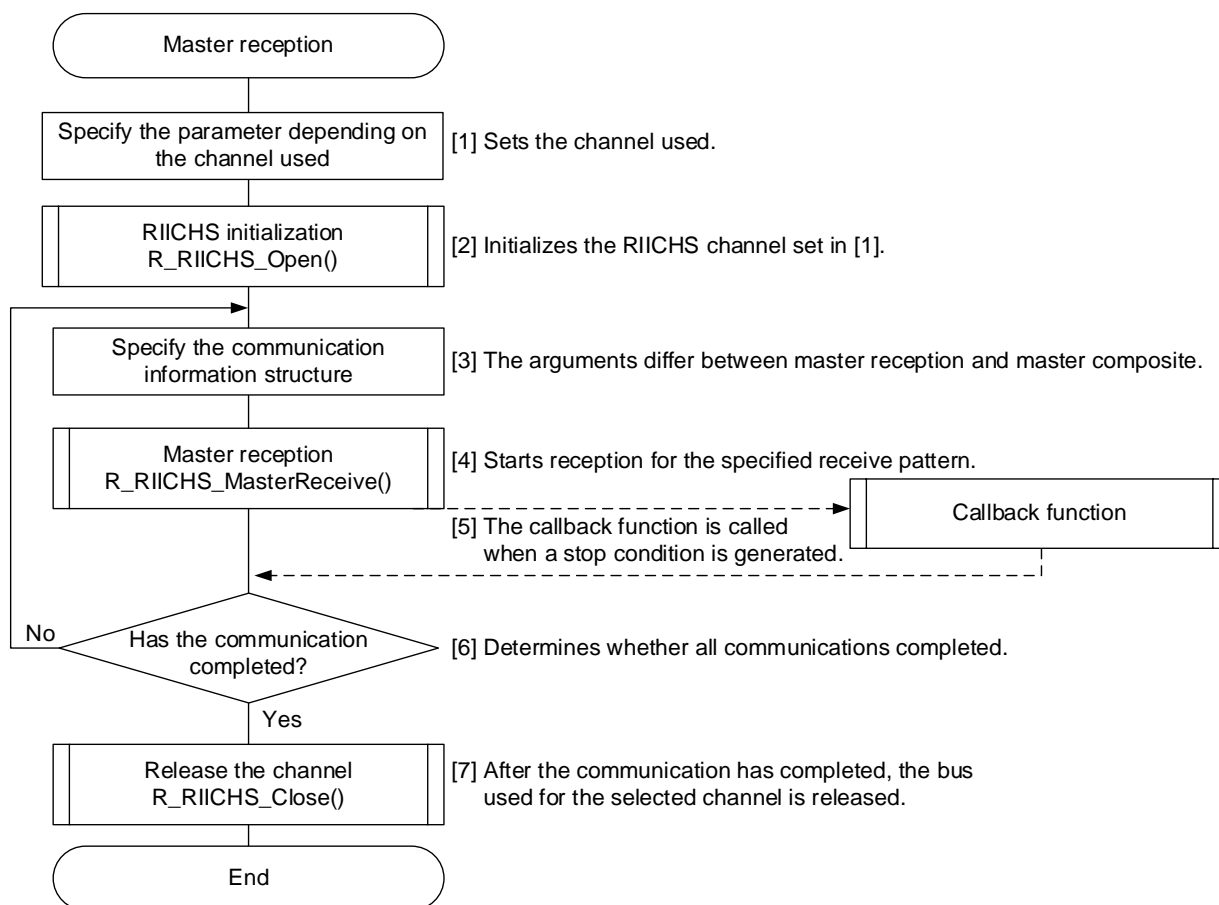 Master reception
Specify the parameter depending on
the channel used
[1] Sets the channel used.
RIICHS initialization
R_RIICHS_Open()
[2] Initializes the RIICHS channel set in [1].
Specify the communication
information structure
[3] The arguments differ between master reception and master composite.
Master reception
R_RIICHS_MasterReceive()
[4] Starts reception for the specified receive pattern.
[5] The callback function is called
when a stop condition is generated.
Callback function
No
Has the communication
completed?
[6] Determines whether all communications completed.
Yes
Release the channel
R_RIICHS_Close()
[7] After the communication has completed, the bus
used for the selected channel is released.
End